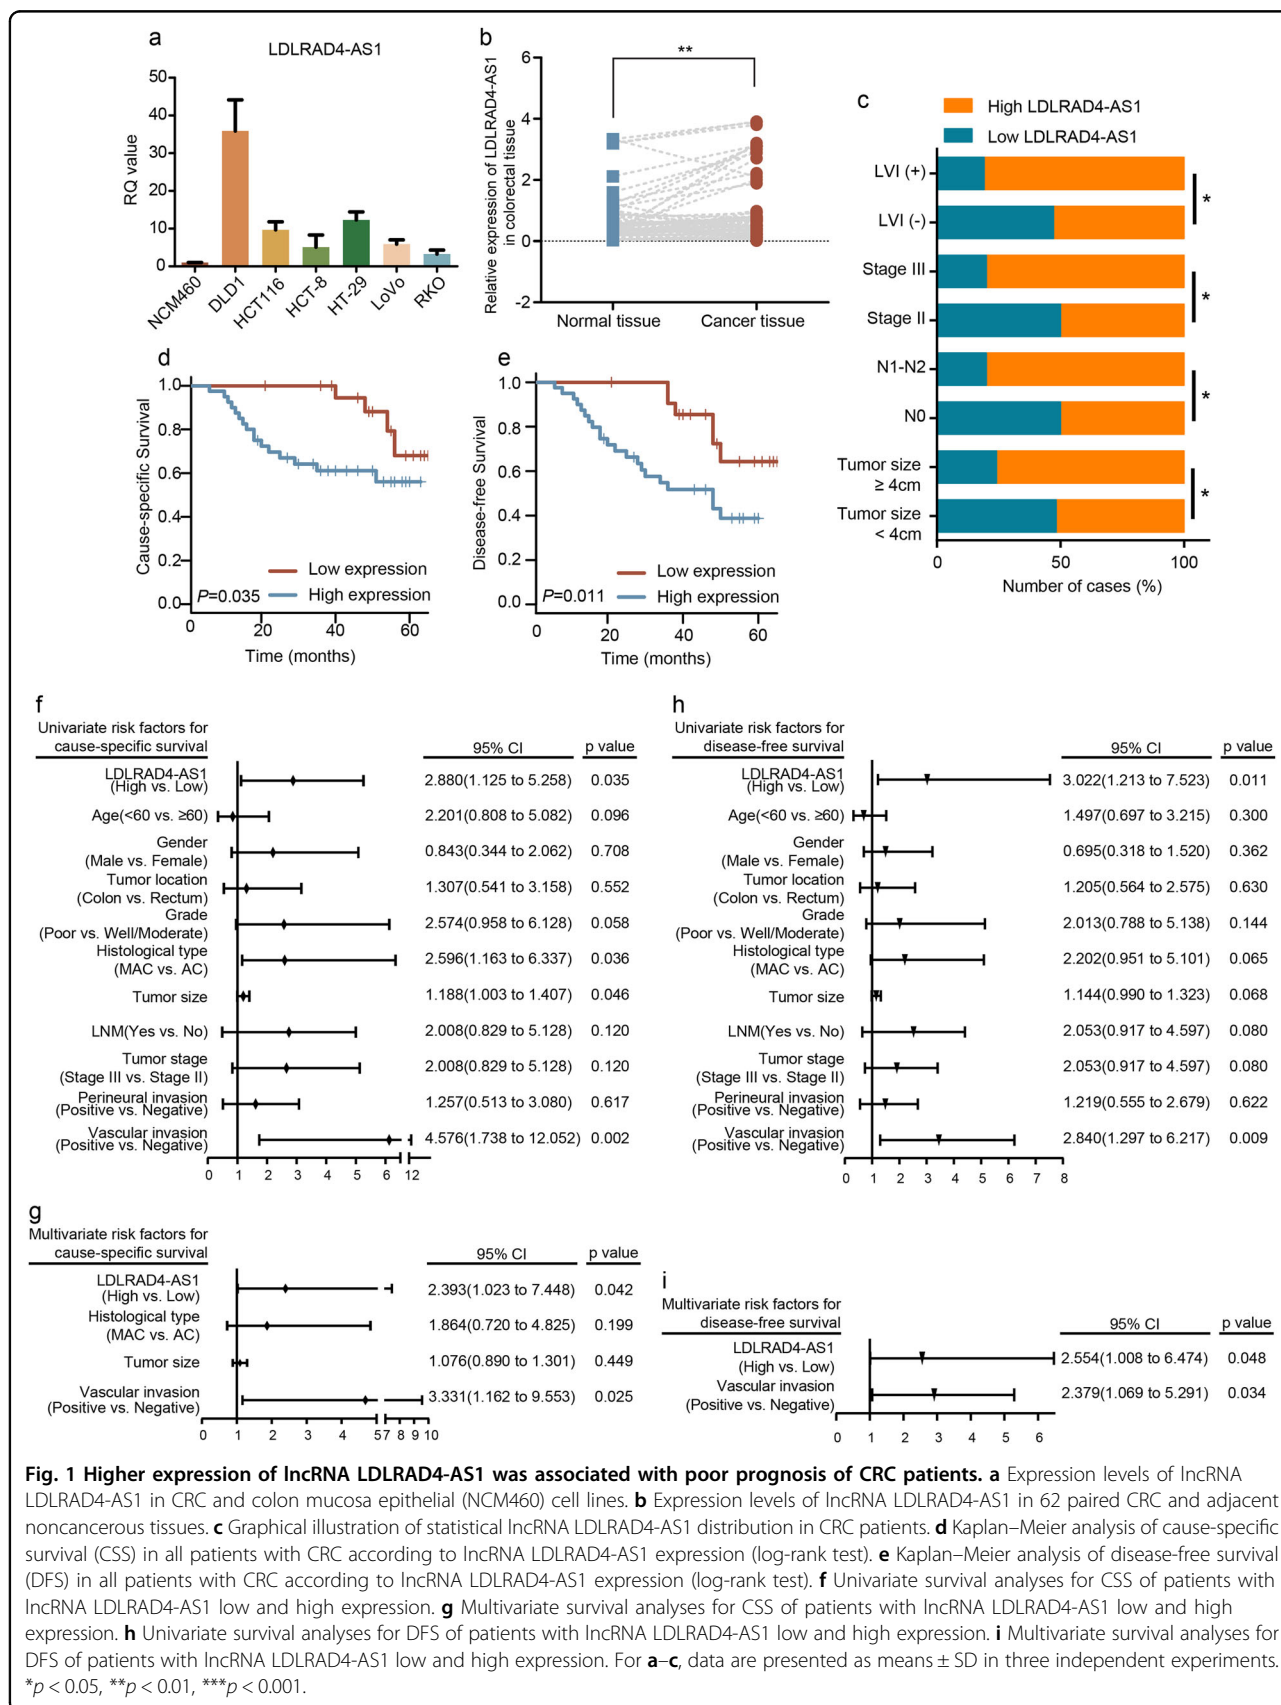 a
LDLRAD4-AS1
RQ value
50
40
30
20
10
0
NCM460
DLD1
HCT116
HCT-8
HT-29
LoVo
RKO
b
**
Relative expression of LDLRAD4-AS1
in colorectal tissue
6
4
2
0
-2
Normal tissue
Cancer tissue
c
High LDLRAD4-AS1
Low LDLRAD4-AS1
LVI (+)
LVI (-)
*
Stage III
Stage II
*
N1-N2
N0
*
Tumor size
≥ 4cm
Tumor size
< 4cm
*
0 50 100
Number of cases (%)
d
Cause-specific Survival
1.0
0.8
0.6
0.4
0.2
0.0
Low expression
High expression
P=0.035
0 20 40 60
Time (months)
e
Disease-free Survival
1.0
0.8
0.6
0.4
0.2
0.0
Low expression
High expression
P=0.011
0 20 40 60
Time (months)
f
Univariate risk factors for
cause-specific survival 95% CI p value
LDLRAD4-AS1
(High vs. Low) 2.880(1.125 to 5.258) 0.035
Age(<60 vs. ≥60) 2.201(0.808 to 5.082) 0.096
Gender
(Male vs. Female) 0.843(0.344 to 2.062) 0.708
Tumor location
(Colon vs. Rectum) 1.307(0.541 to 3.158) 0.552
Grade
(Poor vs. Well/Moderate) 2.574(0.958 to 6.128) 0.058
Histological type
(MAC vs. AC) 2.596(1.163 to 6.337) 0.036
Tumor size 1.188(1.003 to 1.407) 0.046
LNM(Yes vs. No) 2.008(0.829 to 5.128) 0.120
Tumor stage
(Stage III vs. Stage II) 2.008(0.829 to 5.128) 0.120
Perineural invasion
(Positive vs. Negative) 1.257(0.513 to 3.080) 0.617
Vascular invasion
(Positive vs. Negative) 4.576(1.738 to 12.052) 0.002
0 1 2 3 4 5 6 12
h
Univariate risk factors for
disease-free survival 95% CI p value
LDLRAD4-AS1
(High vs. Low) 3.022(1.213 to 7.523) 0.011
Age(<60 vs. ≥60) 1.497(0.697 to 3.215) 0.300
Gender
(Male vs. Female) 0.695(0.318 to 1.520) 0.362
Tumor location
(Colon vs. Rectum) 1.205(0.564 to 2.575) 0.630
Grade
(Poor vs. Well/Moderate) 2.013(0.788 to 5.138) 0.144
Histological type
(MAC vs. AC) 2.202(0.951 to 5.101) 0.065
Tumor size 1.144(0.990 to 1.323) 0.068
LNM(Yes vs. No) 2.053(0.917 to 4.597) 0.080
Tumor stage
(Stage III vs. Stage II) 2.053(0.917 to 4.597) 0.080
Perineural invasion
(Positive vs. Negative) 1.219(0.555 to 2.679) 0.622
Vascular invasion
(Positive vs. Negative) 2.840(1.297 to 6.217) 0.009
0 1 2 3 4 5 6 7 8
g
Multivariate risk factors for
cause-specific survival 95% CI p value
LDLRAD4-AS1
(High vs. Low) 2.393(1.023 to 7.448) 0.042
Histological type
(MAC vs. AC) 1.864(0.720 to 4.825) 0.199
Tumor size 1.076(0.890 to 1.301) 0.449
Vascular invasion
(Positive vs. Negative) 3.331(1.162 to 9.553) 0.025
0 1 2 3 4 5 7 8 9 10
i
Multivariate risk factors for
disease-free survival 95% CI p value
LDLRAD4-AS1
(High vs. Low) 2.554(1.008 to 6.474) 0.048
Vascular invasion
(Positive vs. Negative) 2.379(1.069 to 5.291) 0.034
0 1 2 3 4 5 6
Fig. 1 Higher expression of lncRNA LDLRAD4-AS1 was associated with poor prognosis of CRC patients. a Expression levels of lncRNA
LDLRAD4-AS1 in CRC and colon mucosa epithelial (NCM460) cell lines. b Expression levels of lncRNA LDLRAD4-AS1 in 62 paired CRC and adjacent
noncancerous tissues. c Graphical illustration of statistical lncRNA LDLRAD4-AS1 distribution in CRC patients. d Kaplan–Meier analysis of cause-specific
survival (CSS) in all patients with CRC according to lncRNA LDLRAD4-AS1 expression (log-rank test). e Kaplan–Meier analysis of disease-free survival
(DFS) in all patients with CRC according to lncRNA LDLRAD4-AS1 expression (log-rank test). f Univariate survival analyses for CSS of patients with
lncRNA LDLRAD4-AS1 low and high expression. g Multivariate survival analyses for CSS of patients with lncRNA LDLRAD4-AS1 low and high
expression. h Univariate survival analyses for DFS of patients with lncRNA LDLRAD4-AS1 low and high expression. i Multivariate survival analyses for
DFS of patients with lncRNA LDLRAD4-AS1 low and high expression. For a–c, data are presented as means ± SD in three independent experiments.
*p < 0.05, **p < 0.01, ***p < 0.001.